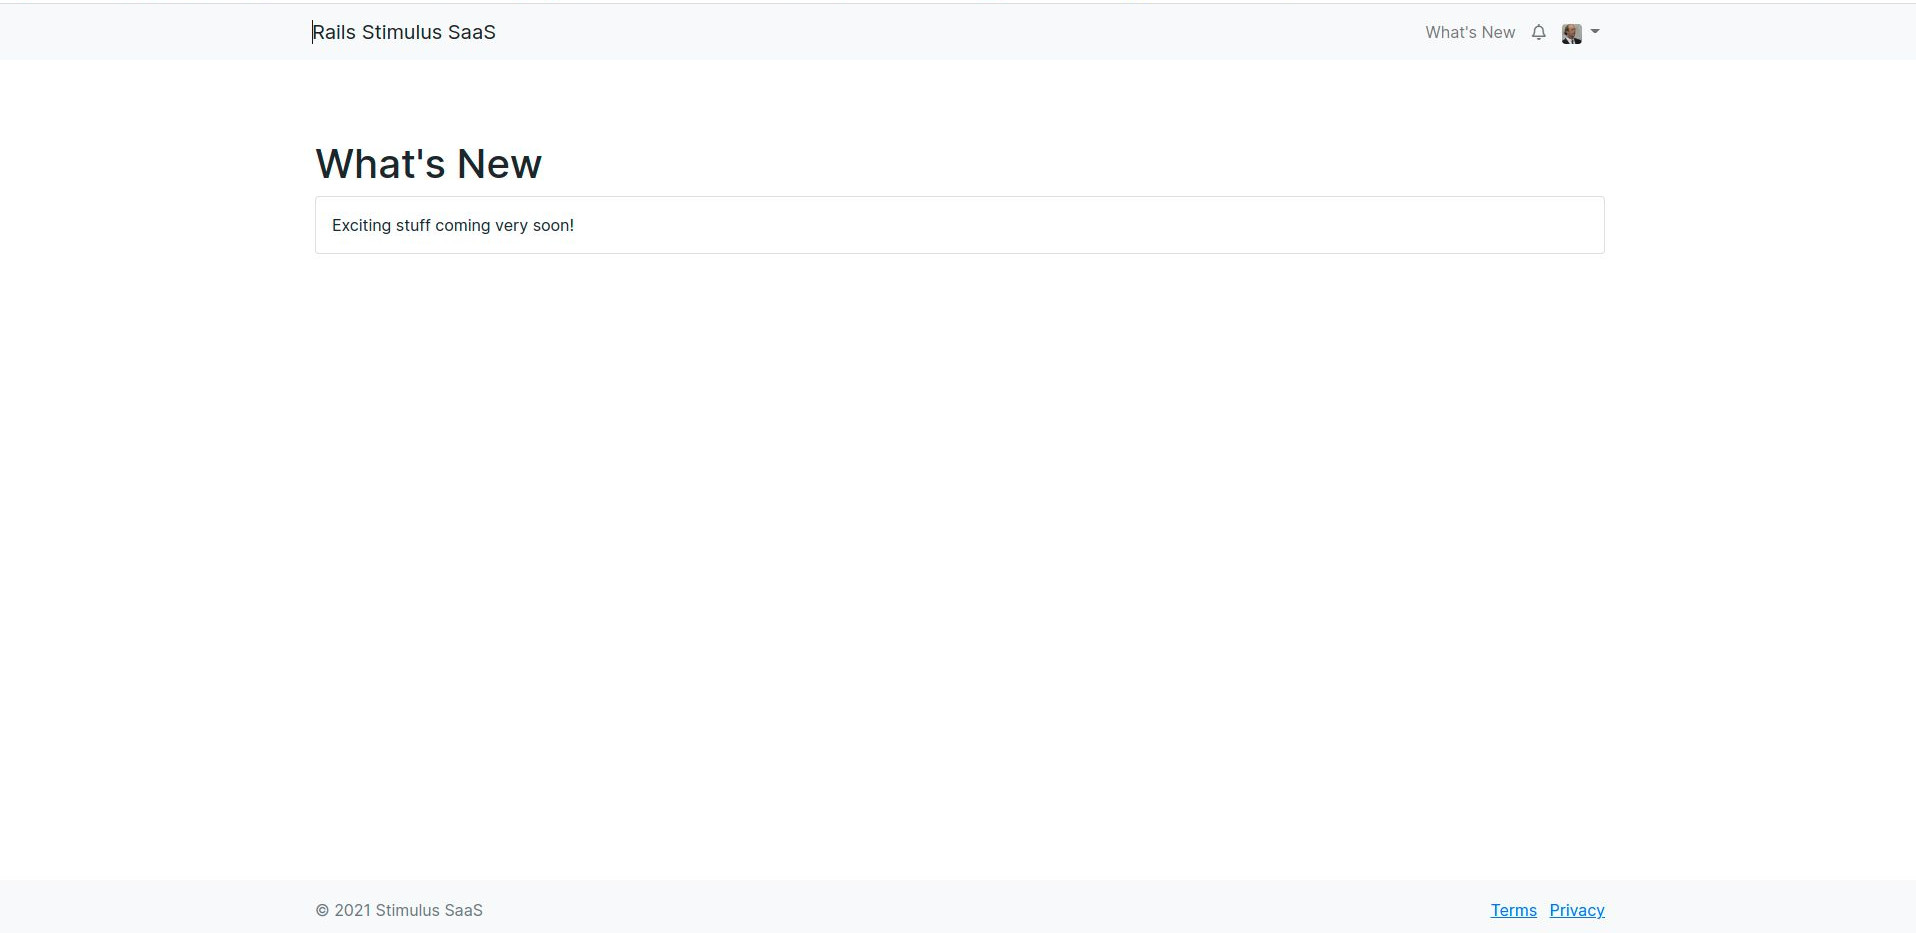 Rails Stimulus SaaS What's New
What's New
Exciting stuff coming very soon!
© 2021 Stimulus SaaS Terms Privacy